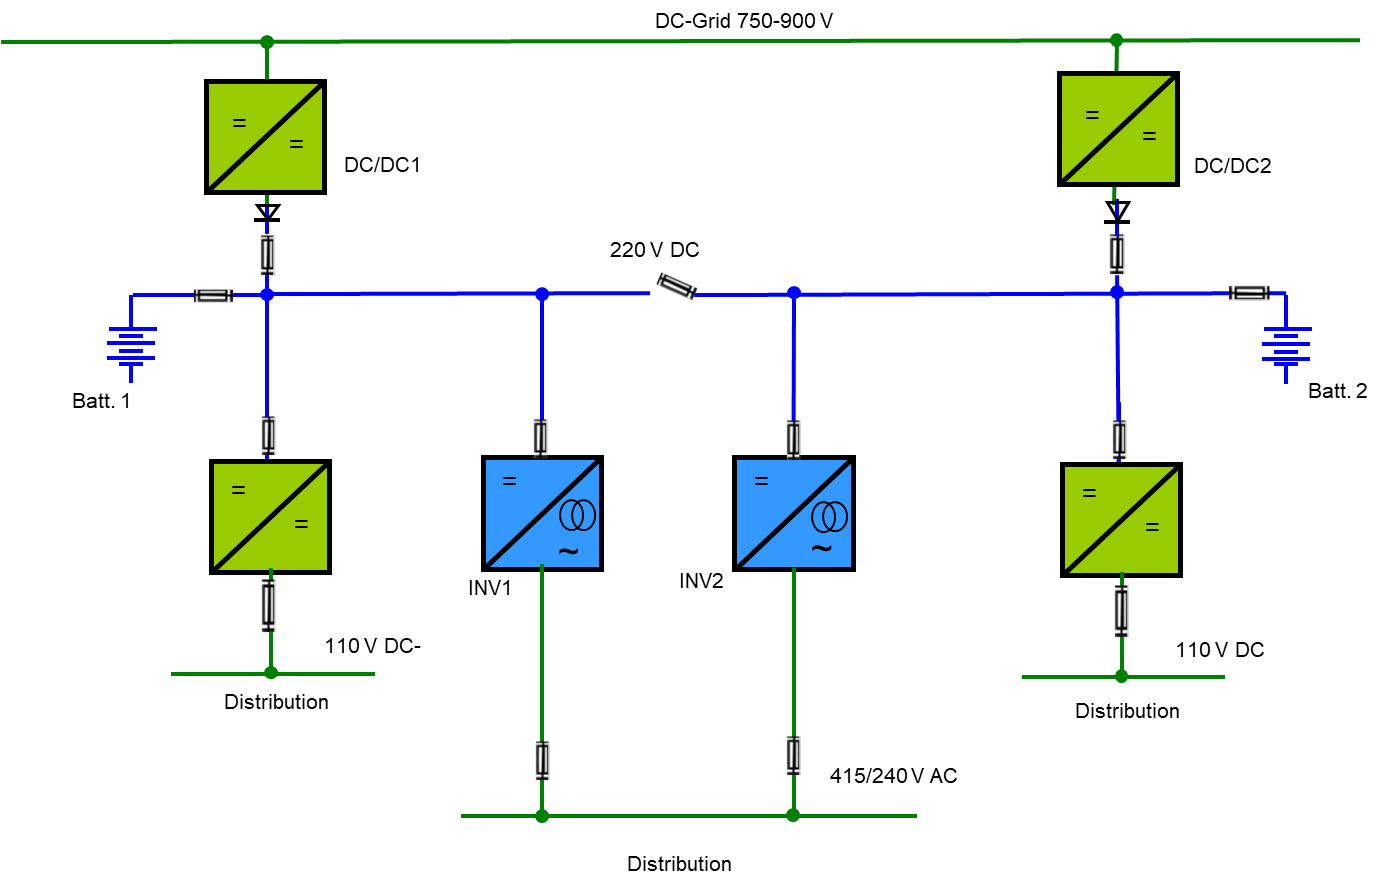 DC-Grid 750-900 V
=
=
DC/DC1
=
=
DC/DC2
220 V DC
Batt. 1
Batt. 2
=
=
=
~
=
~
=
=
INV1
INV2
110 V DC-
110 V DC
Distribution
Distribution
415/240 V AC
Distribution